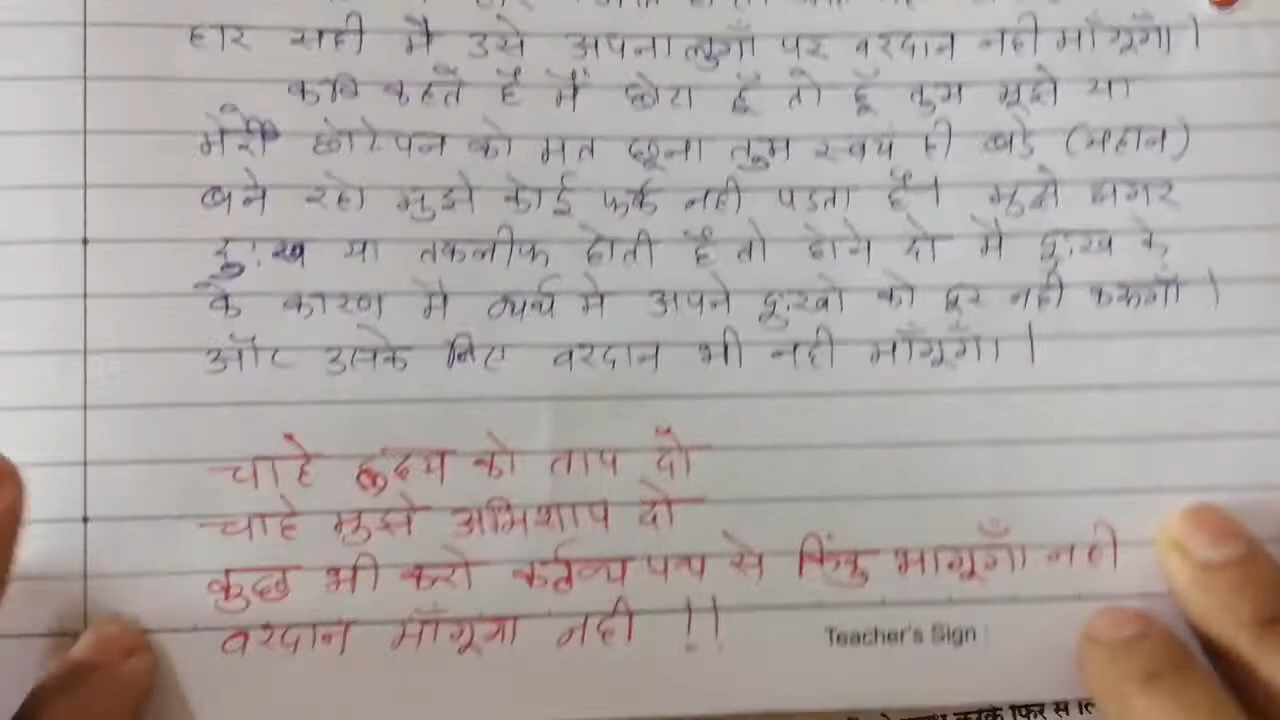 हार सही मै उसे अपना लुगाँ पर वरदान नही माँगूगाँ।
कवि कहते है मैं छोटा हूँ तो हूँ तुम मूझे या
मेरी छोटेपन को मत छूना तुम स्वयं ही बडे (महान)
बने रहो मुझे कोई फर्क नही पडता है। मुझे अगर
दु:ख या तकलीफ होती है तो होने दो मै दु:ख के
के कारण मै व्यर्थ मे अपने दु:खो को दुर नही करूगाँ।
और उसके लिए वरदान भी नही माँगूगाँ।
चाहे हृदय को ताप दो
चाहे मुझे अभिशाप दो
कुछ भी करो कर्तव्य पथ से किंतु भागूगाँ नही
वरदान माँगूगा नही !!
Teacher's Sign :